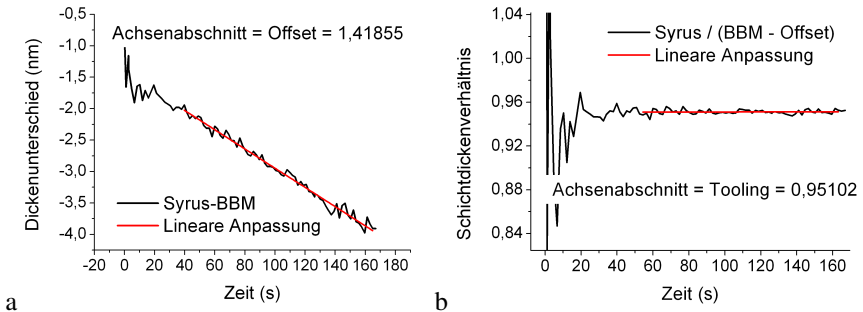 -0,5
Achsenabschnitt = Offset = 1,41855
-1,0
-1,5
-2,0
-2,5
-3,0
-3,5
-4,0
Dickenunterschied (nm)
Syrus-BBM
Lineare Anpassung
-20 0 20 40 60 80 100 120 140 160 180
Zeit (s)
a
1,04
1,00
0,96
0,92
0,88
0,84
Schichtdickenverhältnis
Syrus / (BBM - Offset)
Lineare Anpassung
Achsenabschnitt = Tooling = 0,95102
0 20 40 60 80 100 120 140 160
Zeit (s)
b